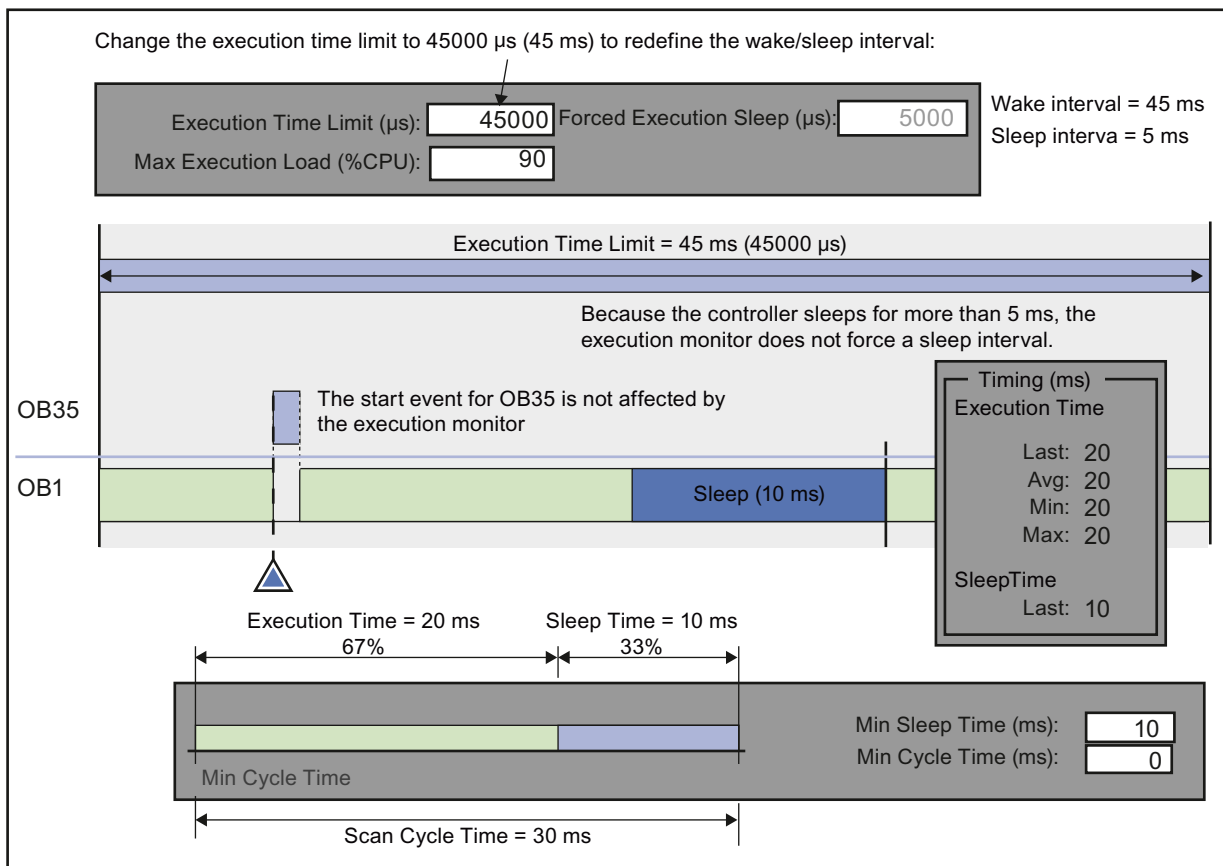 Change the execution time limit to 45000 µs (45 ms) to redefine the wake/sleep interval:
Execution Time Limit (µs): 45000 Forced Execution Sleep (µs): 5000
Max Execution Load (%CPU): 90
Wake interval = 45 ms
Sleep interva = 5 ms
Execution Time Limit = 45 ms (45000 µs)
Because the controller sleeps for more than 5 ms, the
execution monitor does not force a sleep interval.
OB35
The start event for OB35 is not affected by
the execution monitor
OB1
Sleep (10 ms)
Timing (ms)
Execution Time
Last: 20
Avg: 20
Min: 20
Max: 20
SleepTime
Last: 10
Execution Time = 20 ms
67%
Sleep Time = 10 ms
33%
Min Sleep Time (ms): 10
Min Cycle Time (ms): 0
Min Cycle Time
Scan Cycle Time = 30 ms